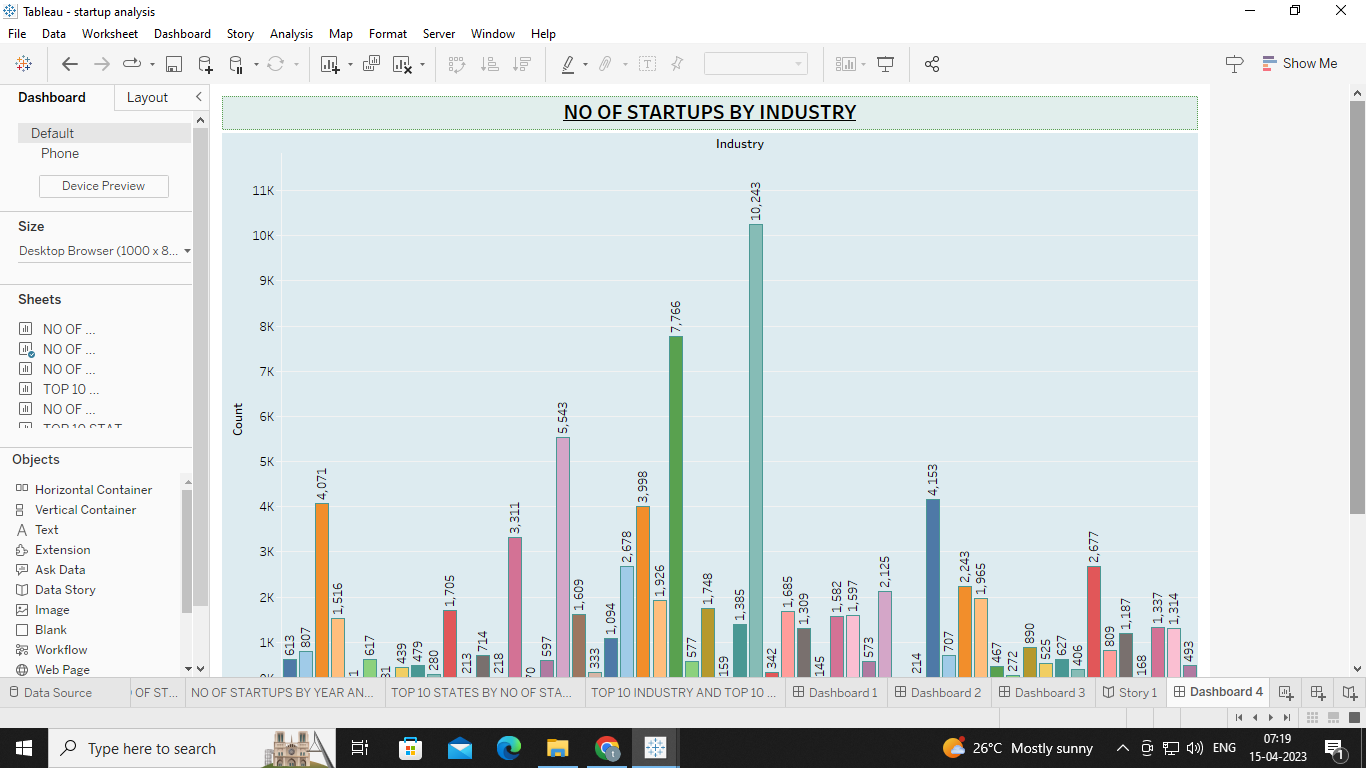 Tableau - startup analysis
File Data Worksheet Dashboard Story Analysis Map Format Server Window Help
Show Me
Dashboard Layout
Default
Phone
Device Preview
Size
Desktop Browser (1000 x 8...
Sheets
NO OF ...
NO OF ...
NO OF ...
TOP 10 ...
NO OF ...
TOP 10 STAT
Objects
Horizontal Container
Vertical Container
Text
Extension
Ask Data
Data Story
Image
Blank
Workflow
Web Page
NO OF STARTUPS BY INDUSTRY
Industry
Count
11K
10K
9K
8K
7K
6K
5K
4K
3K
2K
1K
613
807
4,071
1,516
1
617
31
439
479
280
1,705
213
714
218
3,311
70
597
5,543
1,609
333
1,094
2,678
3,998
1,926
7,766
577
1,748
159
1,385
10,243
342
1,685
1,309
145
1,582
1,597
573
2,125
214
4,153
707
2,243
1,965
467
272
890
525
627
406
2,677
809
1,187
168
1,337
1,314
493
Data Source OF ST... NO OF STARTUPS BY YEAR AN... TOP 10 STATES BY NO OF STA... TOP 10 INDUSTRY AND TOP 10 ... Dashboard 1 Dashboard 2 Dashboard 3 Story 1 Dashboard 4
Type here to search
26°C Mostly sunny
ENG
07:19
15-04-2023
1